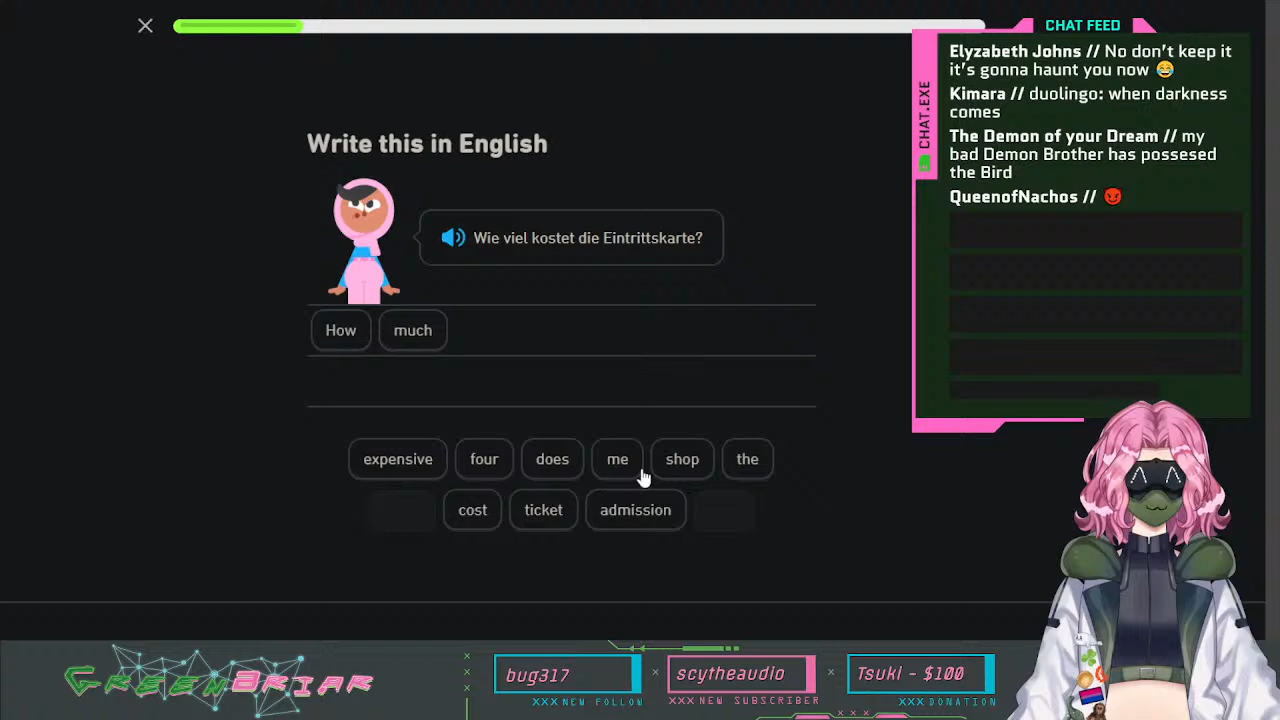 CHAT FEED
CHAT.EXE
Elyzabeth Johns // No don't keep it
it's gonna haunt you now 😂
Kimara // duolingo: when darkness
comes
The Demon of your Dream // my
bad Demon Brother has possesed
the Bird
QueenofNachos // 😈
Write this in English
Wie viel kostet die Eintrittskarte?
How much
expensive four does me shop the
cost ticket admission
GREENBRIAR
bug317 × scytheaudio × Tsuki - $100
XXX NEW FOLLOW XXX NEW SUBSCRIBER XXX DONATION